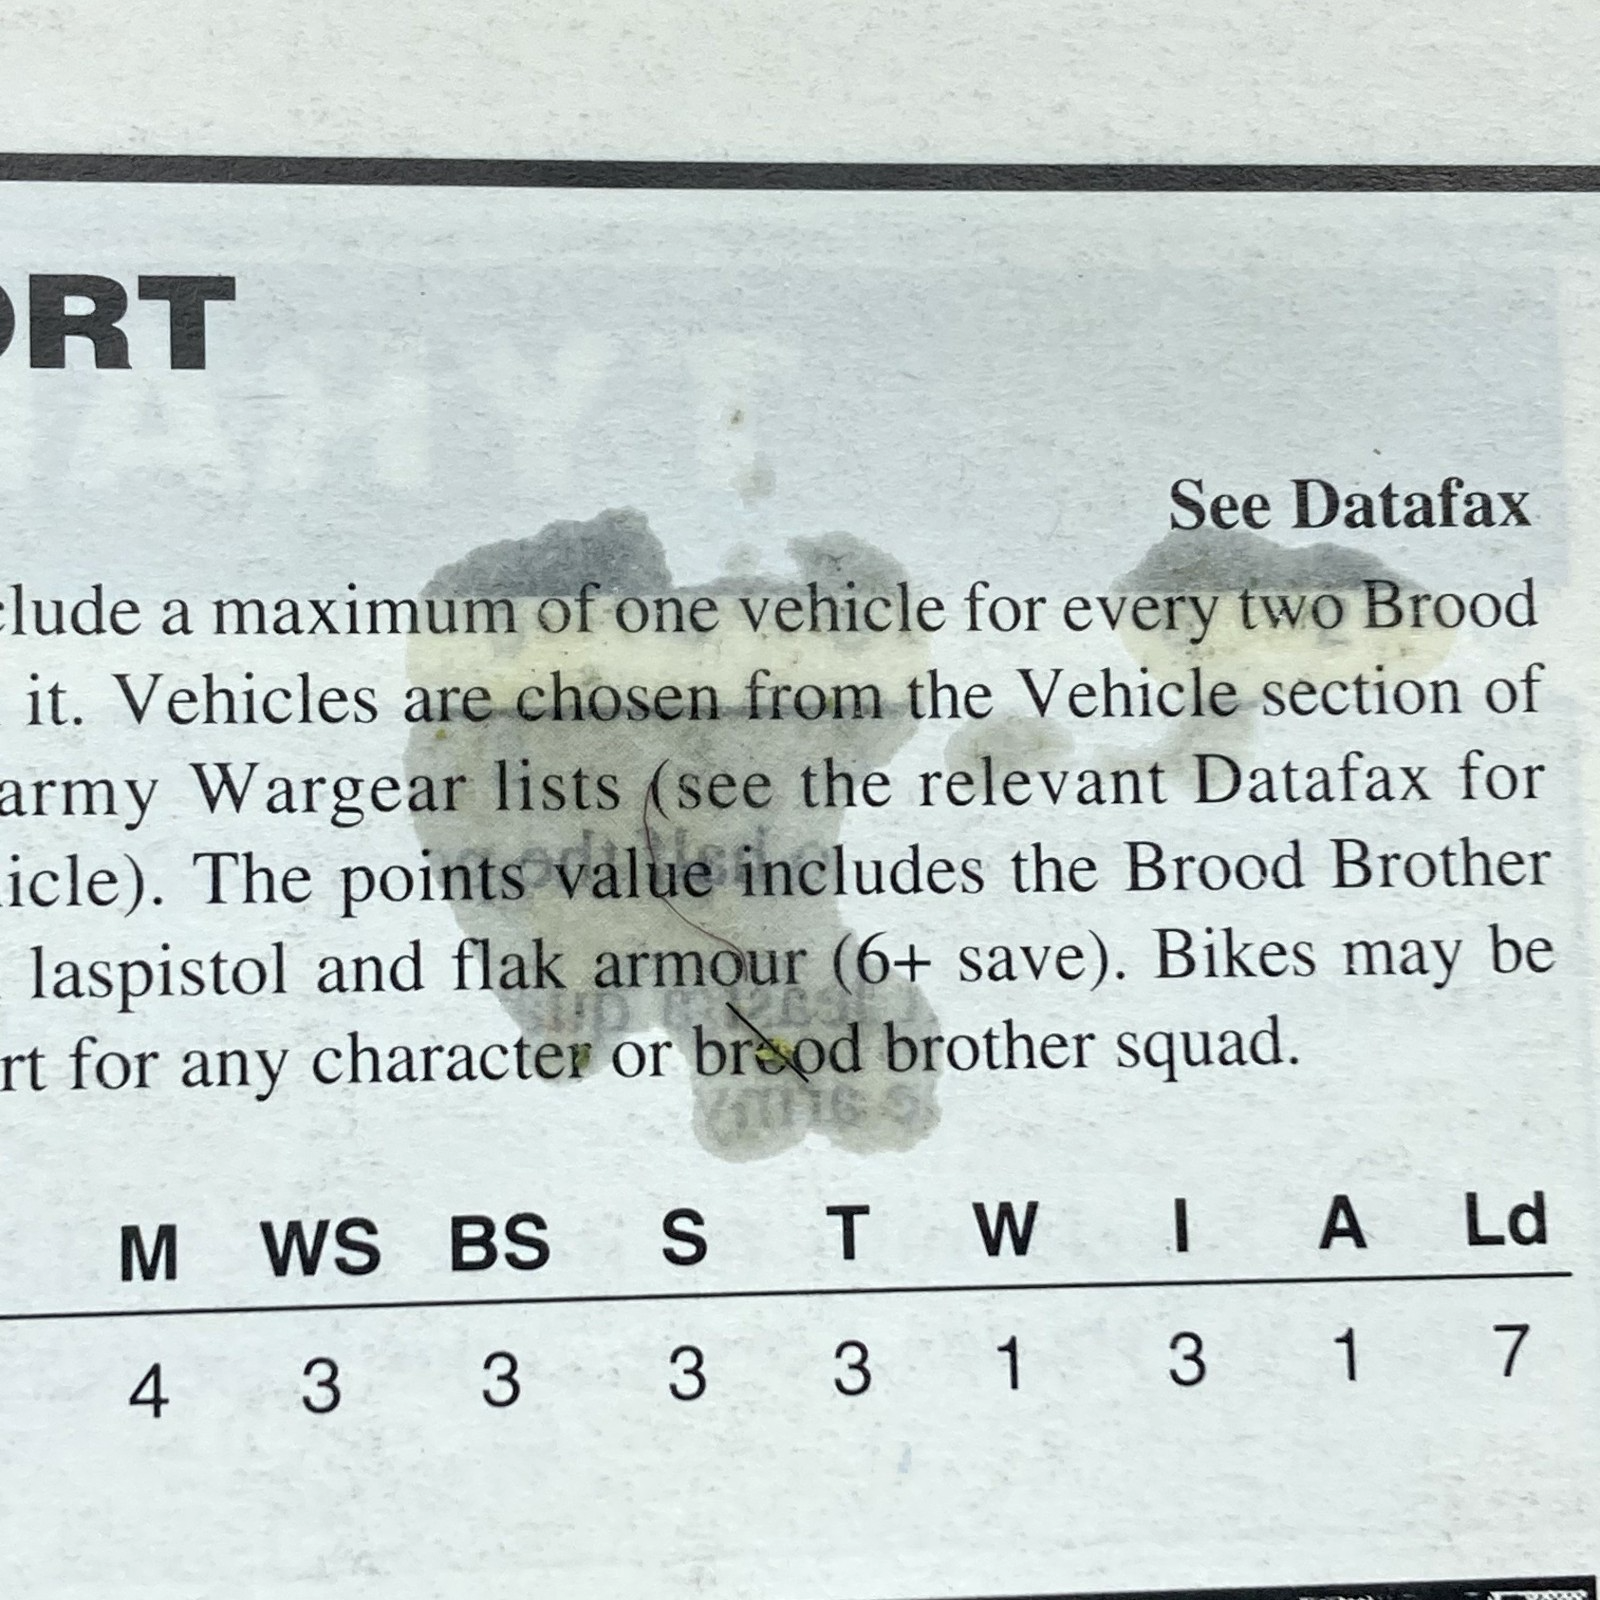 ORT
See Datafax
clude a maximum of one vehicle for every two Brood
it. Vehicles are chosen from the Vehicle section of
army Wargear lists (see the relevant Datafax for
icle). The points value includes the Brood Brother
laspistol and flak armour (6+ save). Bikes may be
rt for any character or brood brother squad.
M WS BS S T W I A Ld
4 3 3 3 3 1 3 1 7